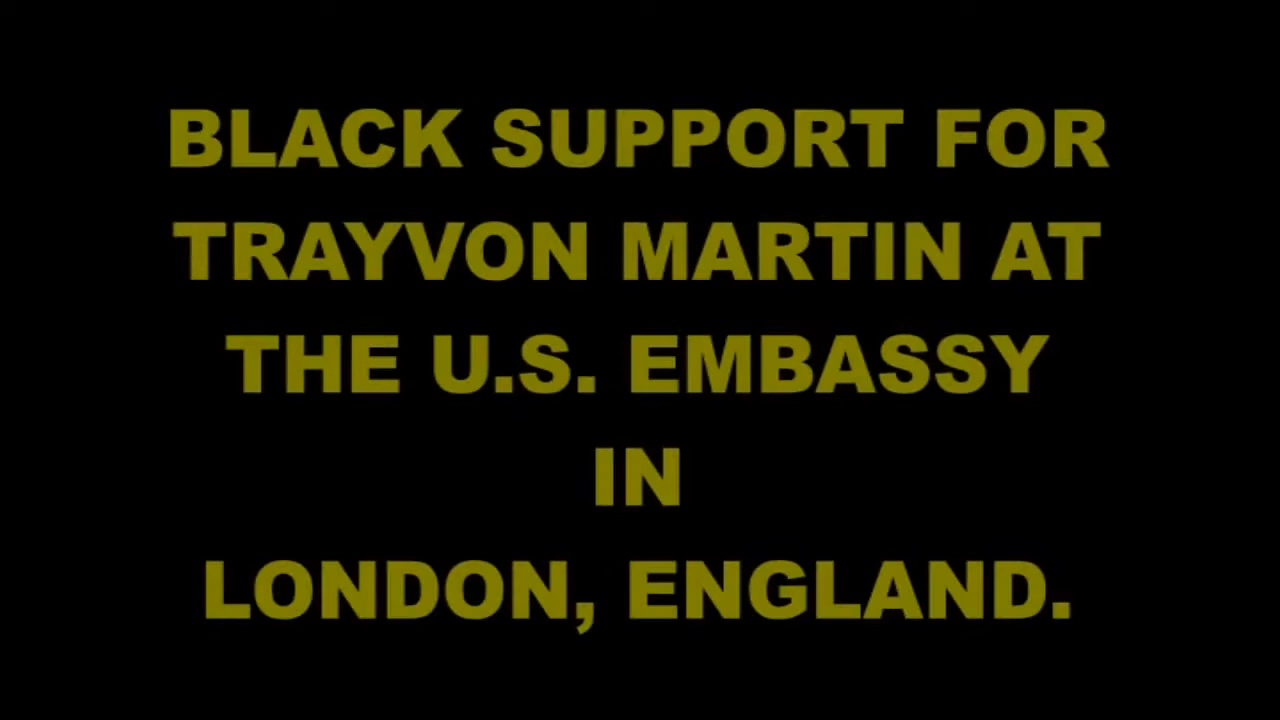 BLACK SUPPORT FOR
TRAYVON MARTIN AT
THE U.S. EMBASSY
IN
LONDON, ENGLAND.